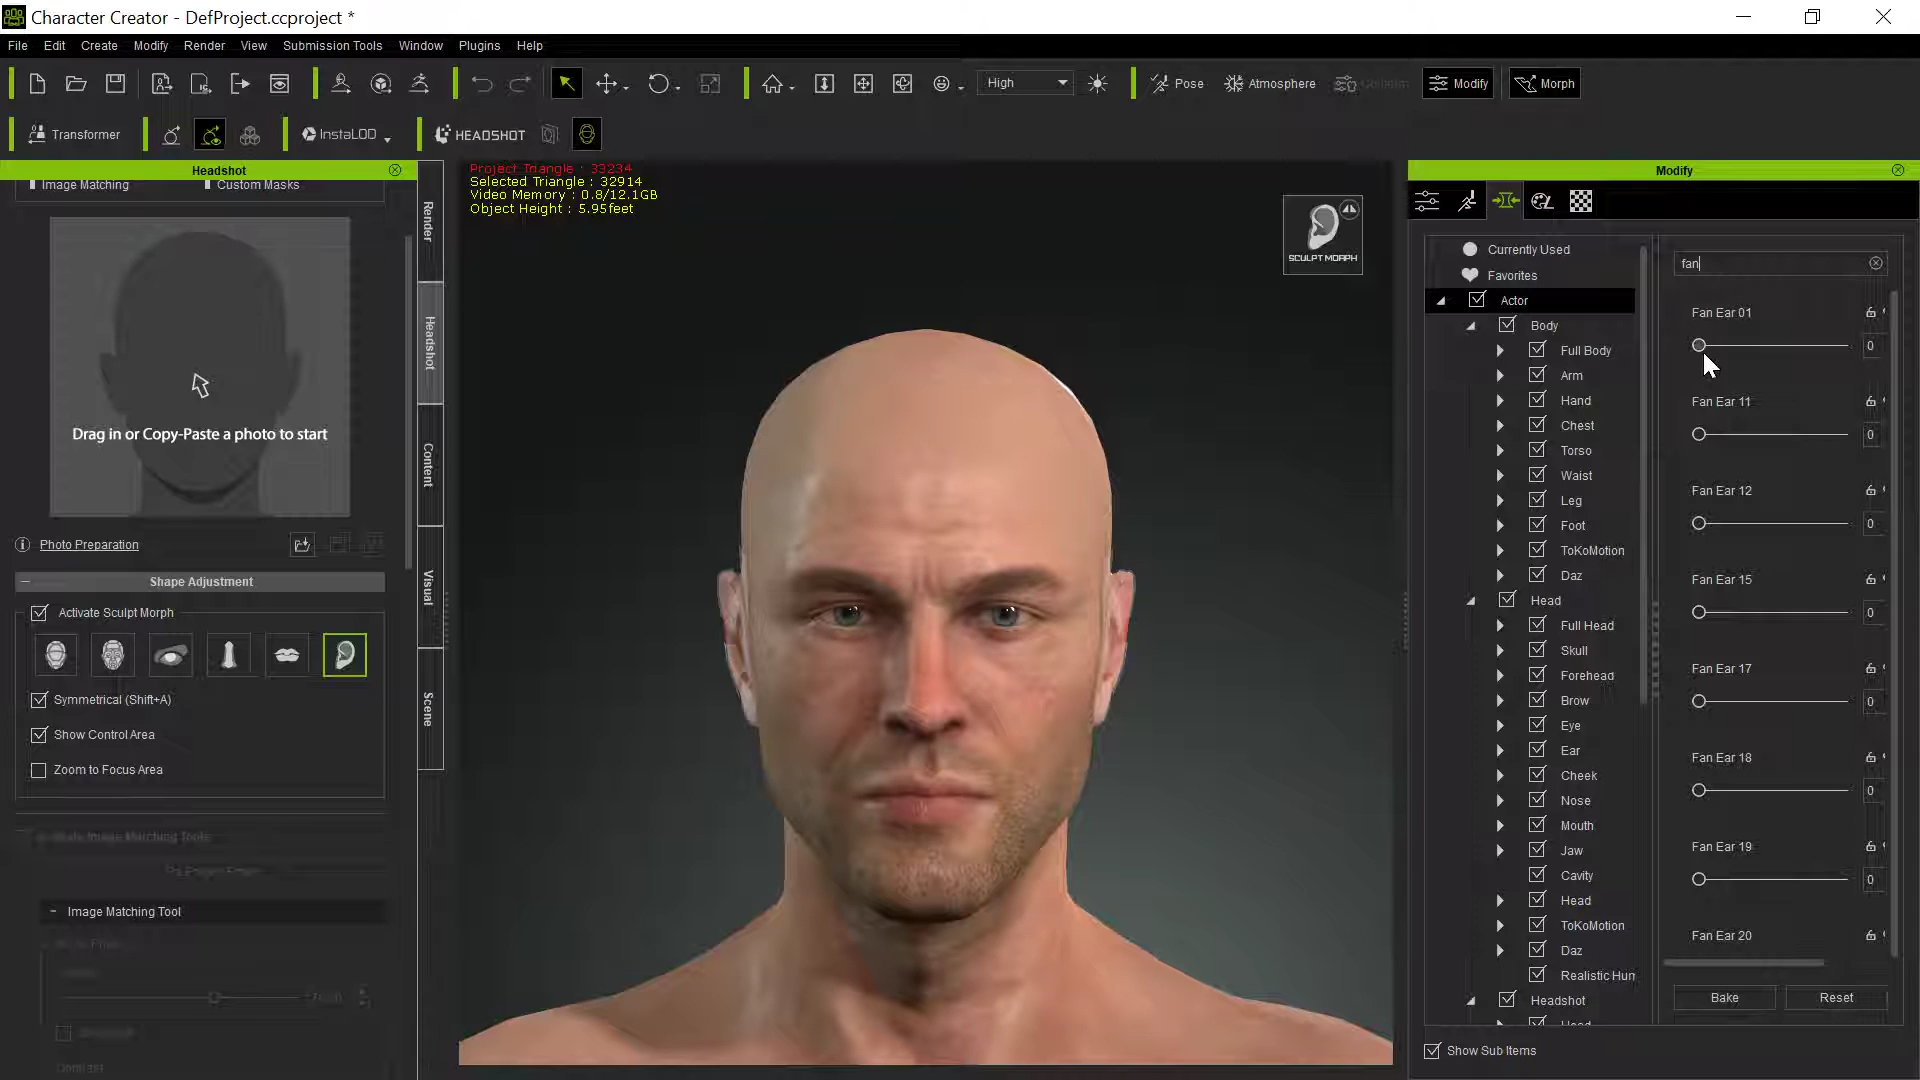 Character Creator - DefProject.ccproject *
File Edit Create Modify Render View Submission Tools Window Plugins Help
High Pose Atmosphere Modify Morph
Transformer InstaLOD HEADSHOT
Headshot
Image Matching Custom Masks
Drag in or Copy-Paste a photo to start
Photo Preparation
Shape Adjustment
Activate Sculpt Morph
Symmetrical (Shift+A)
Show Control Area
Zoom to Focus Area
Image Matching Tool
Render
Headshot
Content
Visual
Scene
Project Triangle : 33234
Selected Triangle : 32914
Video Memory : 0.8/12.1GB
Object Height : 5.95feet
SCULPT MORPH
Modify
Currently Used
Favorites
Actor
Body
Full Body
Arm
Hand
Chest
Torso
Waist
Leg
Foot
ToKoMotion
Daz
Head
Full Head
Skull
Forehead
Brow
Eye
Ear
Cheek
Nose
Mouth
Jaw
Cavity
Head
ToKoMotion
Daz
Realistic Hum
Headshot
Head
Show Sub Items
fan
Fan Ear 01
0
Fan Ear 11
0
Fan Ear 12
0
Fan Ear 15
0
Fan Ear 17
0
Fan Ear 18
0
Fan Ear 19
0
Fan Ear 20
Bake Reset